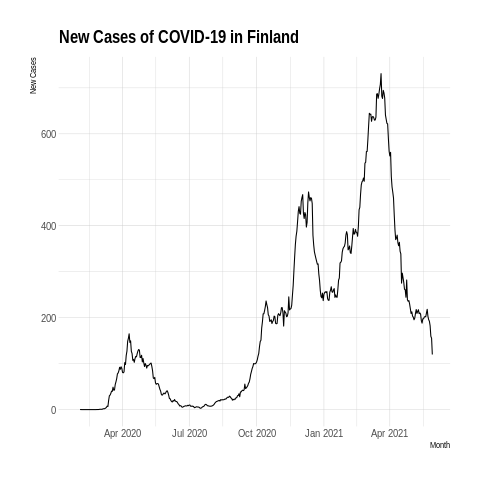 New Cases of COVID-19 in Finland
New Cases
600
400
200
0
Apr 2020 Jul 2020 Oct 2020 Jan 2021 Apr 2021
Month